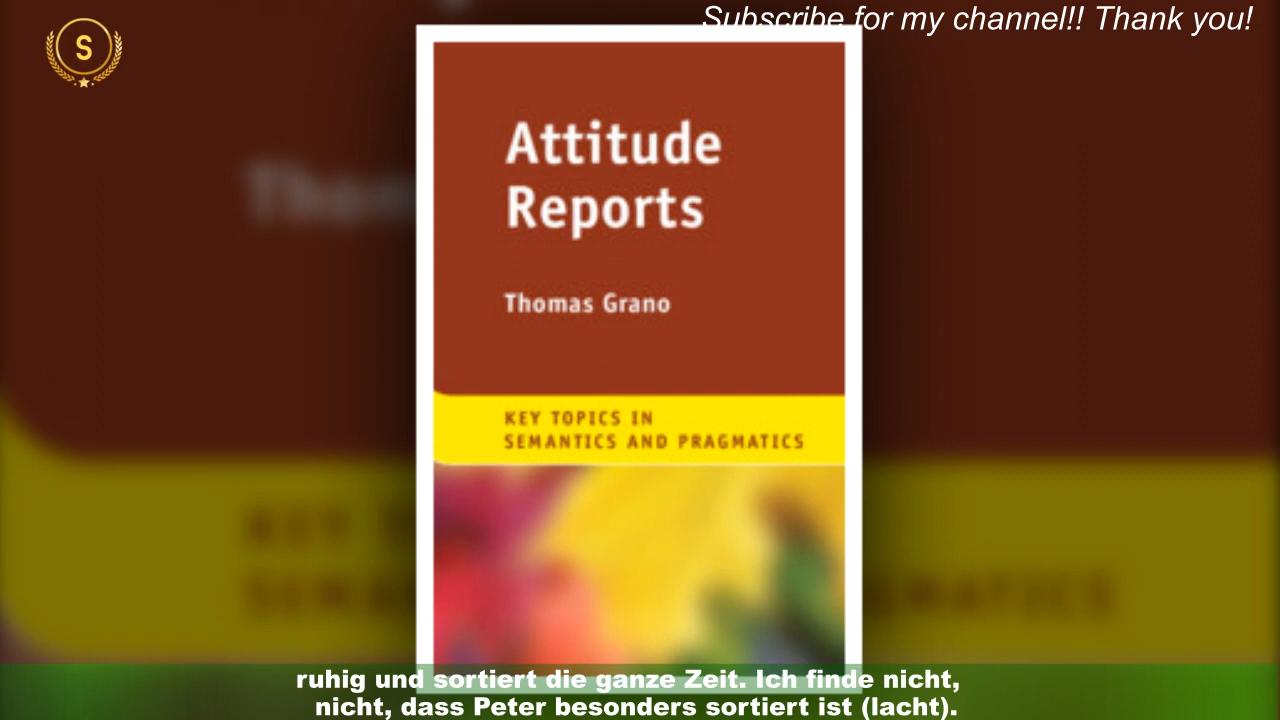 Subscribe for my channel!! Thank you!
S
Attitude
Reports
Thomas Grano
KEY TOPICS IN
SEMANTICS AND PRAGMATICS
ruhig und sortiert die ganze Zeit. Ich finde nicht,
nicht, dass Peter besonders sortiert ist (lacht).